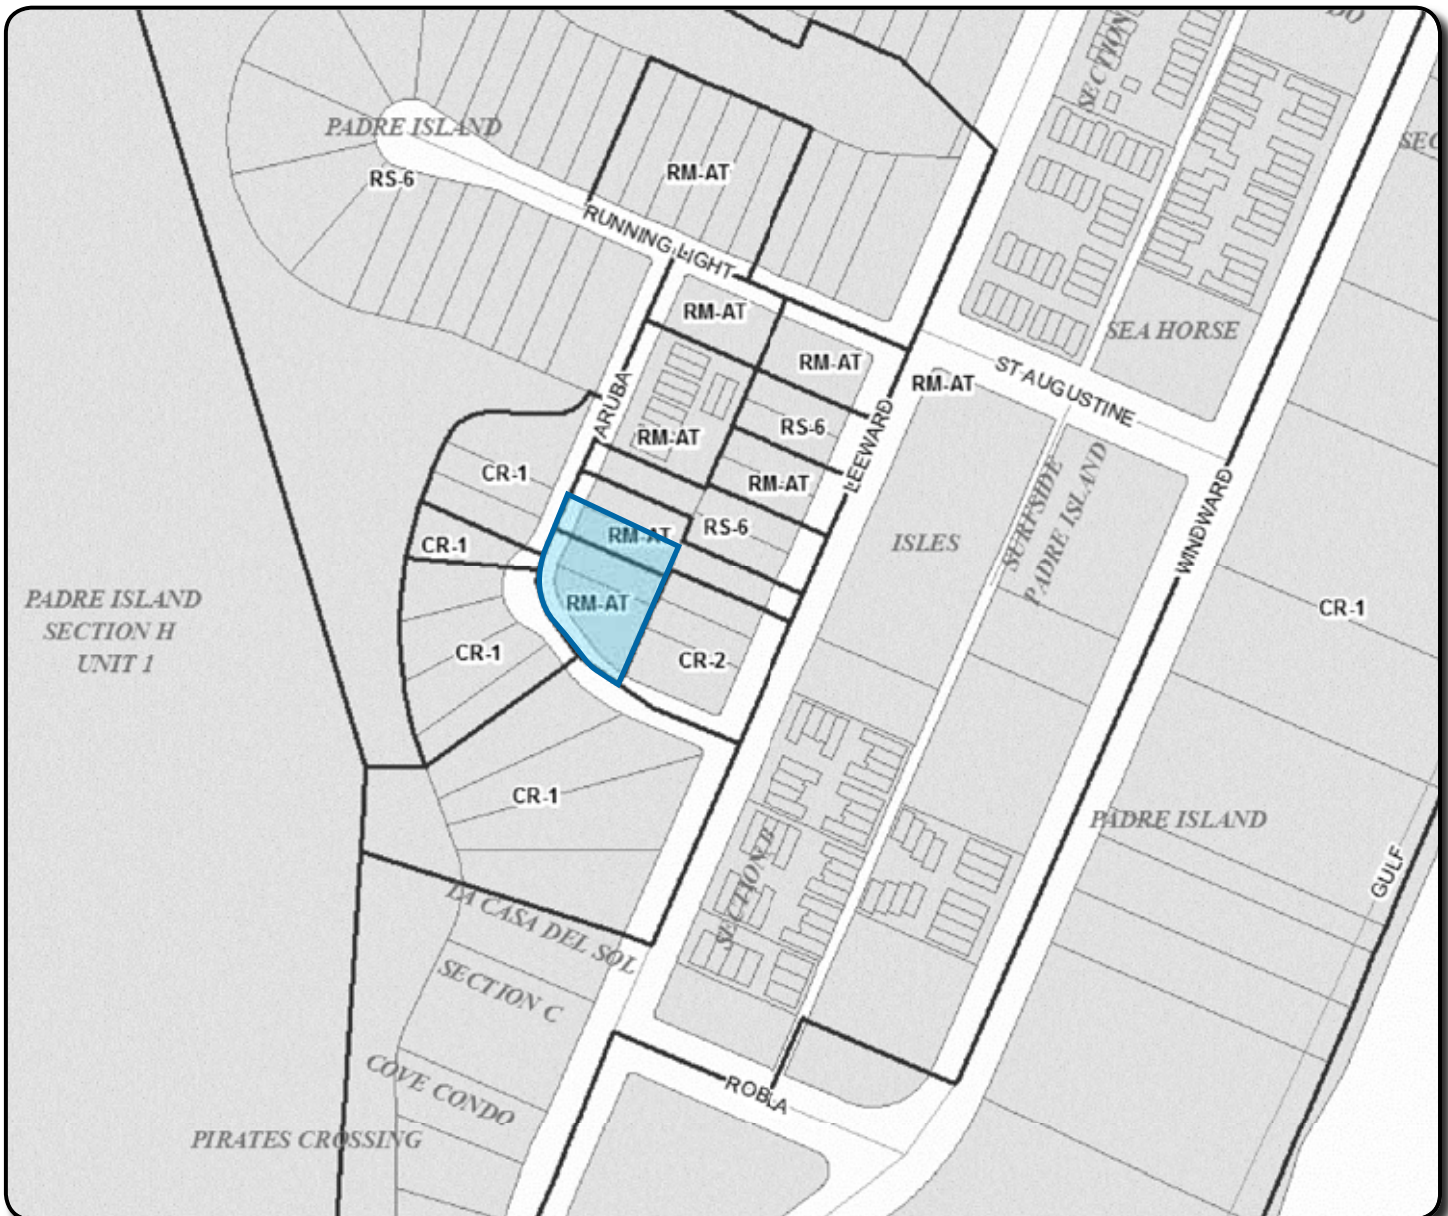 SECTION
PADRE ISLAND
RS-6
RM-AT
RUNNING LIGHT
RM-AT
RM-AT
RM-AT
SEA HORSE
ST AUGUSTINE
ARUBA
RM-AT
RS-6
LEEWARD
CR-1
RM-AT
RM-AT
RS-6
CR-1
ISLES
SURFSIDE
PADRE ISLAND
WINDWARD
RM-AT
CR-1
PADRE ISLAND
SECTION H
UNIT 1
CR-1
CR-2
CR-1
PADRE ISLAND
GULF
SECTION B
LA CASA DEL SOL
SECTION C
COVE CONDO
ROBLA
PIRATES CROSSING